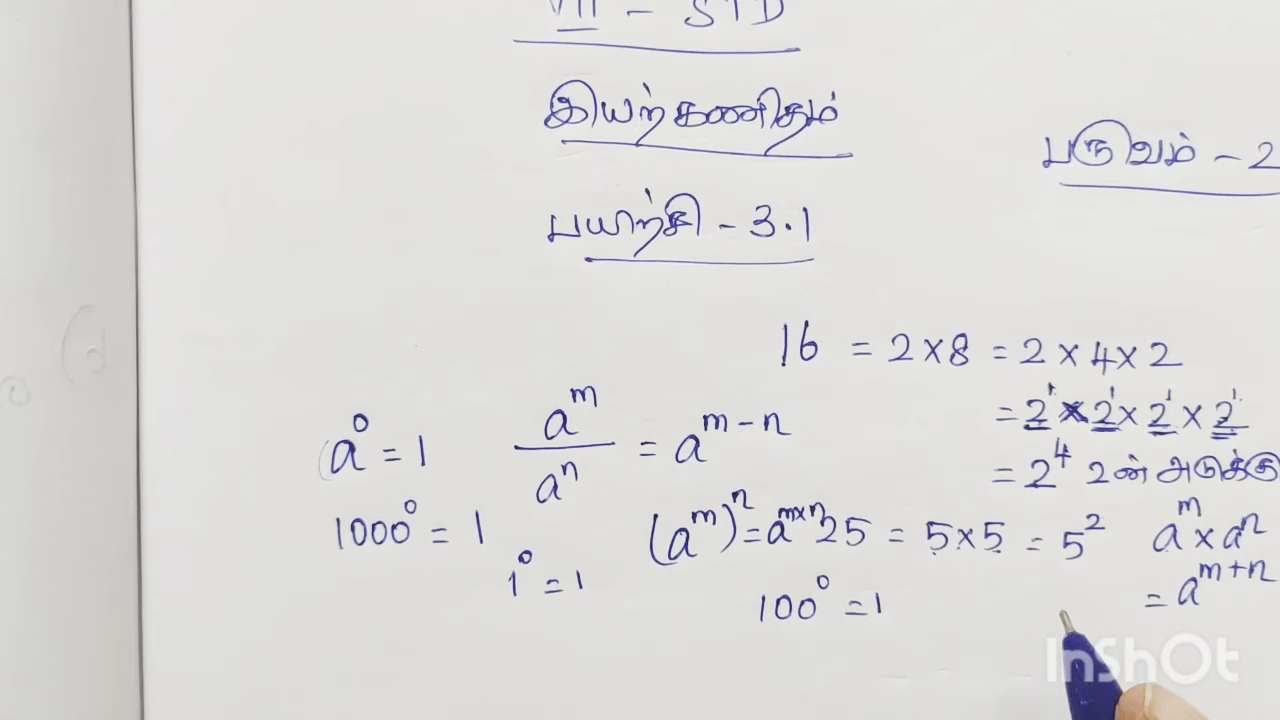 VII - STD
இயற்கணிதம்
பருவம் - 2
பயிற்சி - 3.1
16 = 2 × 8 = 2 × 4 × 2
= 2¹ × 2¹ × 2¹ × 2¹
= 2⁴ 2ன் அடுக்கு
a⁰ = 1
aᵐ / aⁿ = aᵐ⁻ⁿ
1000⁰ = 1
(aᵐ)ⁿ = aᵐˣⁿ
25 = 5 × 5 = 5²
aᵐ × aⁿ
= aᵐ⁺ⁿ
1⁰ = 1
100⁰ = 1
InShOt